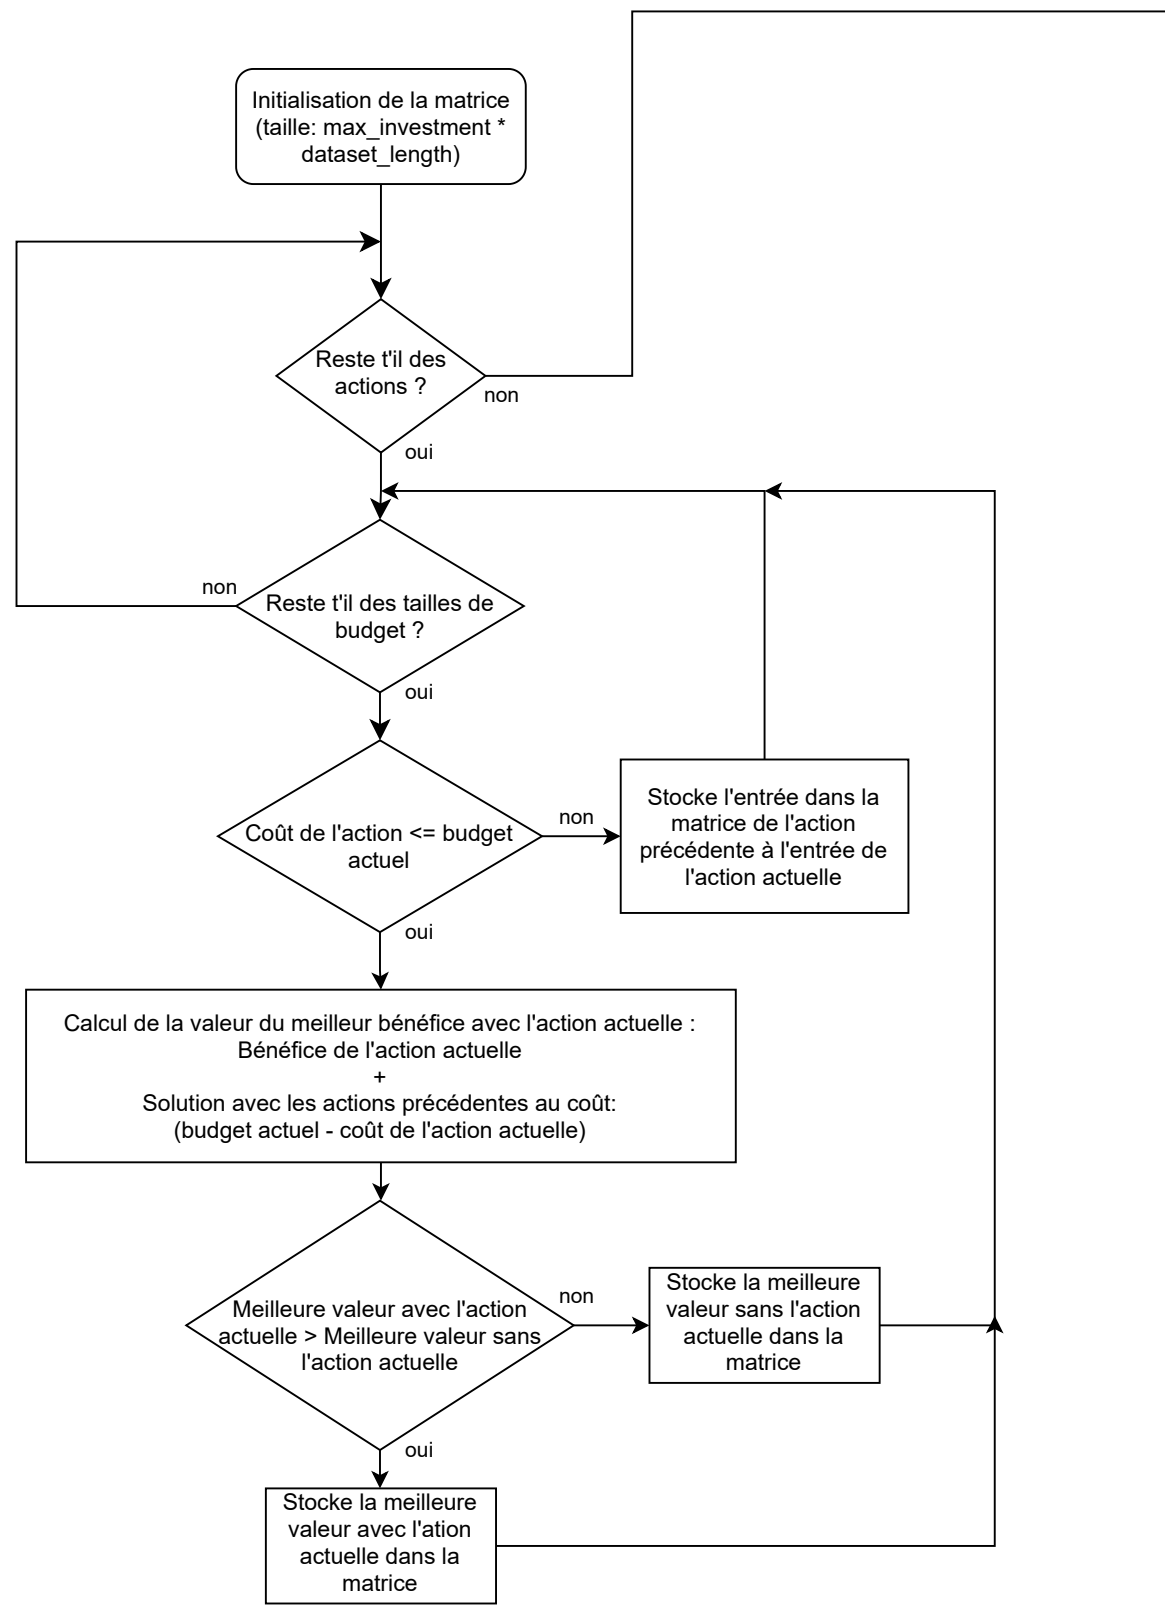 Initialisation de la matrice
(taille: max_investment *
dataset_length)
Reste t'il des
actions ?
non
oui
non
Reste t'il des tailles de
budget ?
oui
Coût de l'action <= budget
actuel
non
Stocke l'entrée dans la
matrice de l'action
précédente à l'entrée de
l'action actuelle
oui
Calcul de la valeur du meilleur bénéfice avec l'action actuelle :
Bénéfice de l'action actuelle
+
Solution avec les actions précédentes au coût:
(budget actuel - coût de l'action actuelle)
Meilleure valeur avec l'action
actuelle > Meilleure valeur sans
l'action actuelle
non
Stocke la meilleure
valeur sans l'action
actuelle dans la
matrice
oui
Stocke la meilleure
valeur avec l'ation
actuelle dans la
matrice